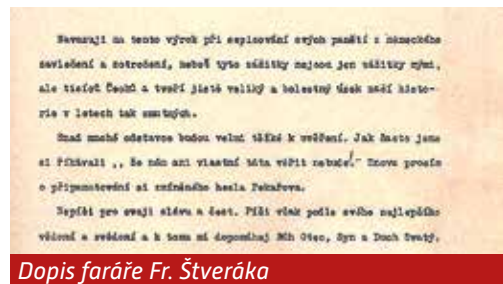 Navazuji na tento výrok při sepisování svých pamětí z německého
zavlečení a zotročení, neboť tyto zážitky nejsou jen zážitky mými,
ale tisíců Čechů a tvoří jistě veliký a bolestný úsek naší histo-
rie v letech tak smutných.
Snad mnohé odstavce budou velmi těžké k uvěření. Jak často jsme
si říkávali ,, Že nám ani vlastní táta věřit nebude!" Znovu prosím
o připamatování si zmíněného hesla Pekařova.
Nepíši pro svoji slávu a čest. Píši však podle svého nejlepšího
vědomí a svědomí a k tomu mi dopomáhej Bůh Otec, Syn a Duch Svatý.
Dopis faráře Fr. Štveráka